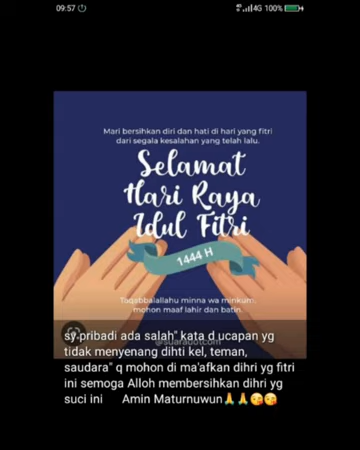 09:57
4G 100%
Mari bersihkan diri dan hati di hari yang fitri
dari segala kesalahan yang telah lalu.
Selamat
Hari Raya
Idul Fitri
1444 H
Taqabbalallahu minna wa minkum,
mohon maaf lahir dan batin.
@suaradotcom
sy pribadi ada salah" kata d ucapan yg
tidak menyenang dihti kel, teman,
saudara" q mohon di ma'afkan dihri yg fitri
ini semoga Alloh membersihkan dihri yg
suci ini Amin Maturnuwun🙏🙏😘😘